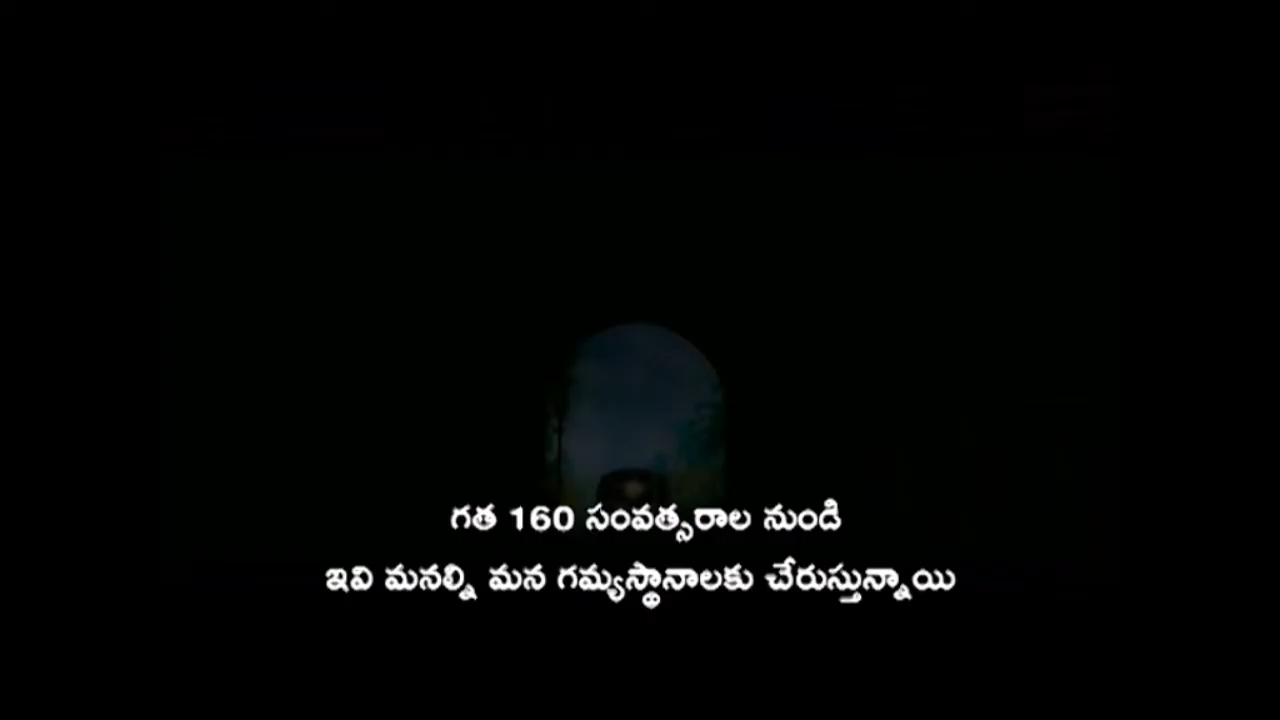 గత 160 సంవత్సరాల నుండి
ఇవి మనల్ని మన గమ్యస్థానాలకు చేరుస్తున్నాయి